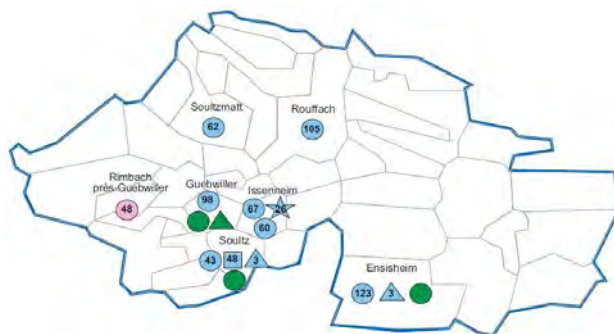 Soultzmatt
62
Rouffach
105
Rimbach
près-Guebwiller
48
Guebwiller
98
Issenheim
67 26
60
Soultz
43 48 3
Ensisheim
123 3